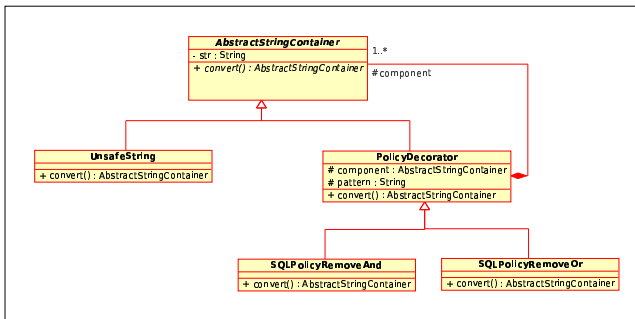 AbstractStringContainer
- str : String
+ convert() : AbstractStringContainer
1..*
# component
UnsafeString
+ convert() : AbstractStringContainer
PolicyDecorator
# component : AbstractStringContainer
# pattern : String
+ convert() : AbstractStringContainer
SQLPolicyRemoveAnd
+ convert() : AbstractStringContainer
SQLPolicyRemoveOr
+ convert() : AbstractStringContainer